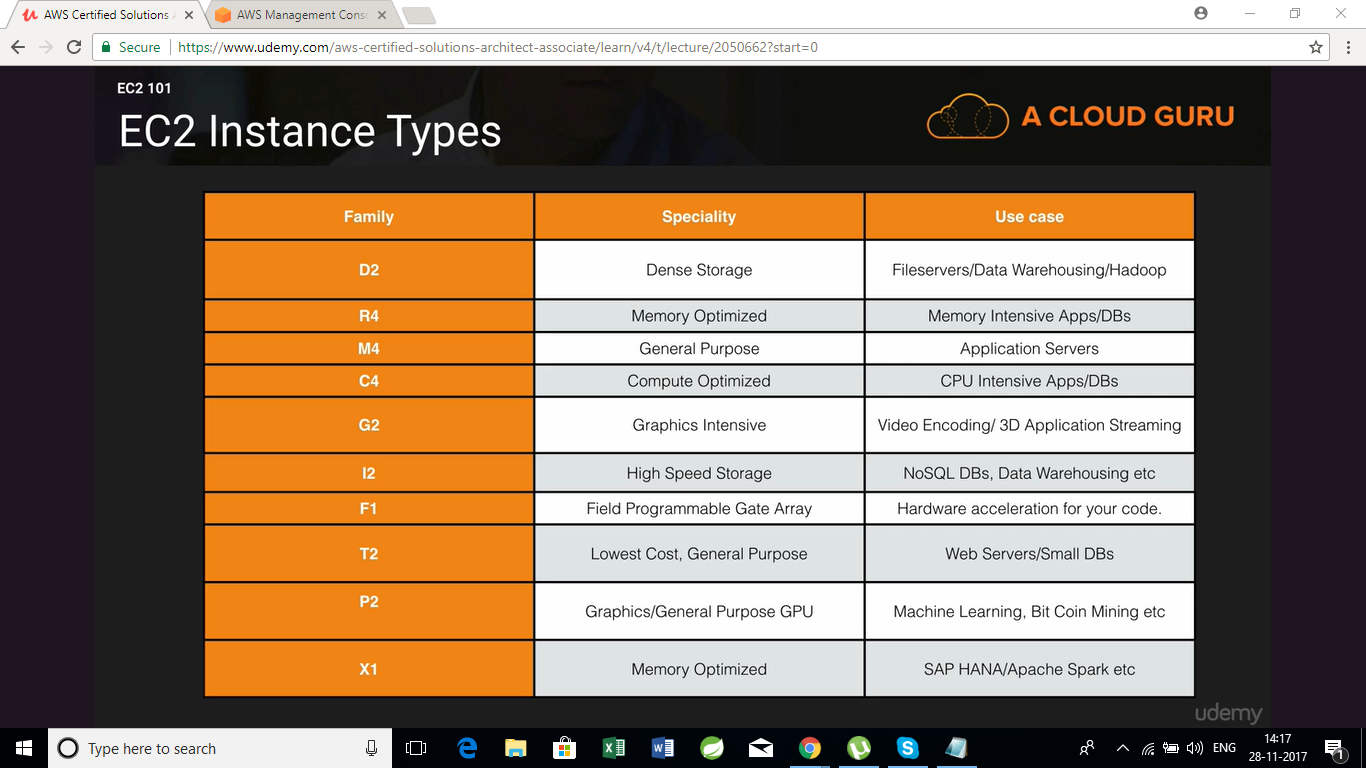 AWS Certified Solutions A
AWS Management Conso
Secure
https://www.udemy.com/aws-certified-solutions-architect-associate/learn/v4/t/lecture/2050662?start=0
EC2 101
EC2 Instance Types
A CLOUD GURU
Family Speciality Use case
D2 Dense Storage Fileservers/Data Warehousing/Hadoop
R4 Memory Optimized Memory Intensive Apps/DBs
M4 General Purpose Application Servers
C4 Compute Optimized CPU Intensive Apps/DBs
G2 Graphics Intensive Video Encoding/ 3D Application Streaming
I2 High Speed Storage NoSQL DBs, Data Warehousing etc
F1 Field Programmable Gate Array Hardware acceleration for your code.
T2 Lowest Cost, General Purpose Web Servers/Small DBs
P2 Graphics/General Purpose GPU Machine Learning, Bit Coin Mining etc
X1 Memory Optimized SAP HANA/Apache Spark etc
udemy
Type here to search
ENG
14:17
28-11-2017
1